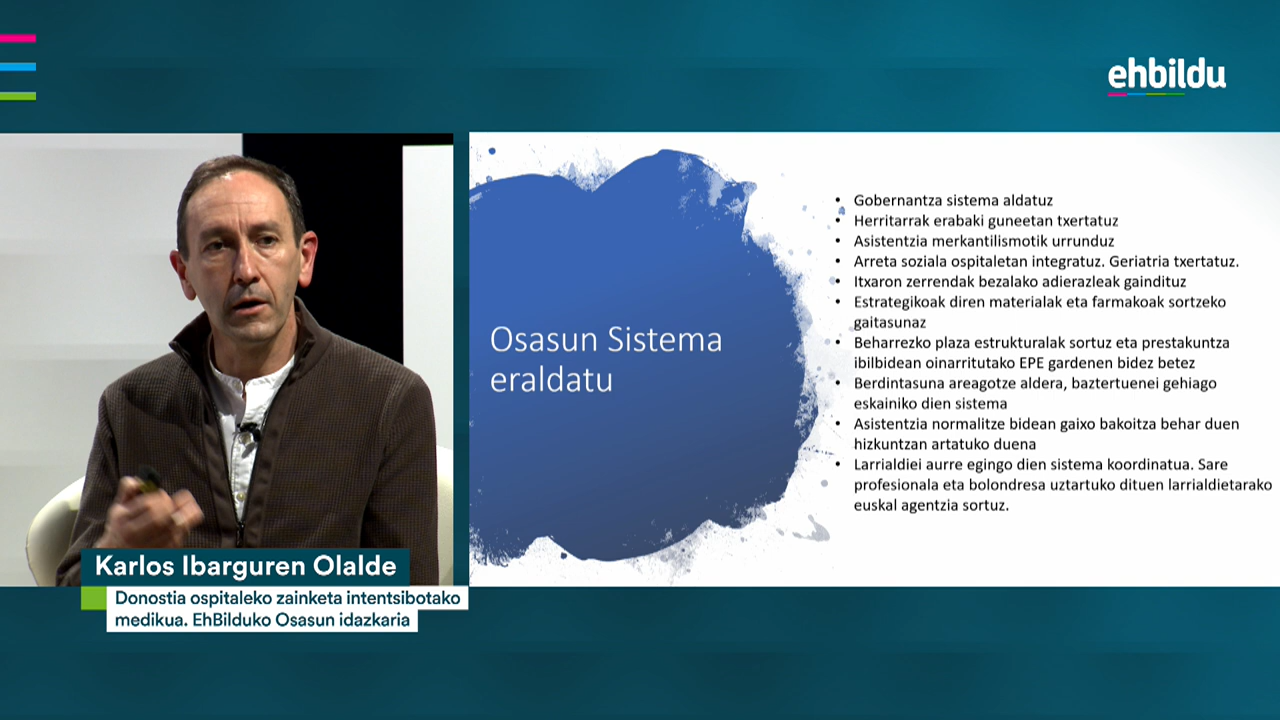 ehbildu
Osasun Sistema
eraldatu
• Gobernantza sistema aldatuz
• Herritarrak erabaki guneetan txertatuz
• Asistentzia merkantilismotik urrunduz
• Arreta soziala ospitaletan integratuz. Geriatria txertatuz.
• Itxaron zerrendak bezalako adierazleak gaindituz
• Estrategikoak diren materialak eta farmakoak sortzeko
gaitasunaz
• Beharrezko plaza estrukturalak sortuz eta prestakuntza
ibilbidean oinarritutako EPE gardenen bidez betez
• Berdintasuna areagotze aldera, baztertuenei gehiago
eskainiko dien sistema
• Asistentzia normalitze bidean gaixo bakoitza behar duen
hizkuntzan artatuko duena
• Larrialdiei aurre egingo dien sistema koordinatua. Sare
profesionala eta bolondresa uztartuko dituen larrialdietarako
euskal agentzia sortuz.
Karlos Ibarguren Olalde
Donostia ospitaleko zainketa intentsibotako
medikua. EhBilduko Osasun idazkaria